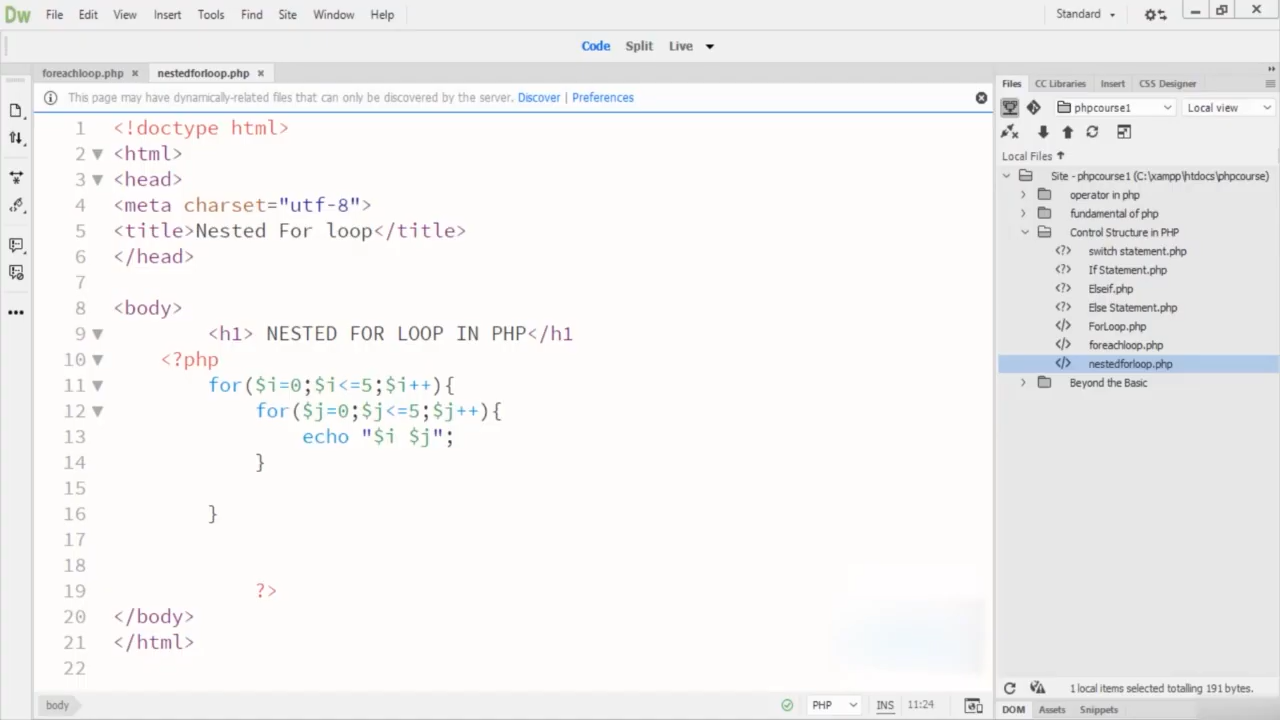 Dw File Edit View Insert Tools Find Site Window Help Standard
Code Split Live
foreachloop.php × nestedforloop.php ×
This page may have dynamically-related files that can only be discovered by the server. Discover | Preferences
1 <!doctype html>
2 <html>
3 <head>
4 <meta charset="utf-8">
5 <title>Nested For loop</title>
6 </head>
7
8 <body>
9 <h1> NESTED FOR LOOP IN PHP</h1
10 <?php
11 for($i=0;$i<=5;$i++){
12 for($j=0;$j<=5;$j++){
13 echo "$i $j";
14 }
15
16 }
17
18
19 ?>
20 </body>
21 </html>
22
body PHP INS 11:24
Files CC Libraries Insert CSS Designer
phpcourse1 Local view
Local Files
Site - phpcourse1 (C:\xampp\htdocs\phpcourse)
operator in php
fundamental of php
Control Structure in PHP
<?> switch statement.php
<?> If Statement.php
<?> Elseif.php
<?> Else Statement.php
</> ForLoop.php
</> foreachloop.php
</> nestedforloop.php
Beyond the Basic
1 local items selected totalling 191 bytes.
DOM Assets Snippets